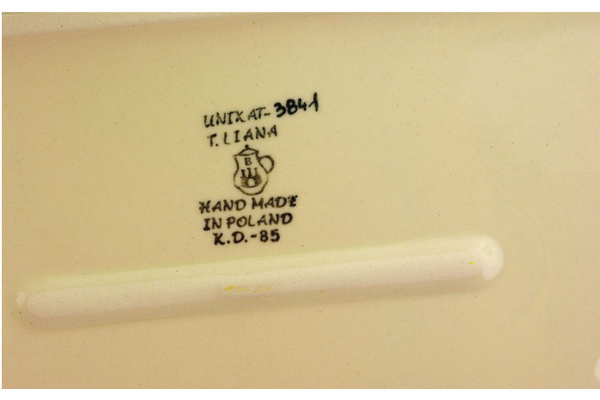 UNIKAT-3841
T. LIANA
B
HAND MADE
IN POLAND
K.D.-85